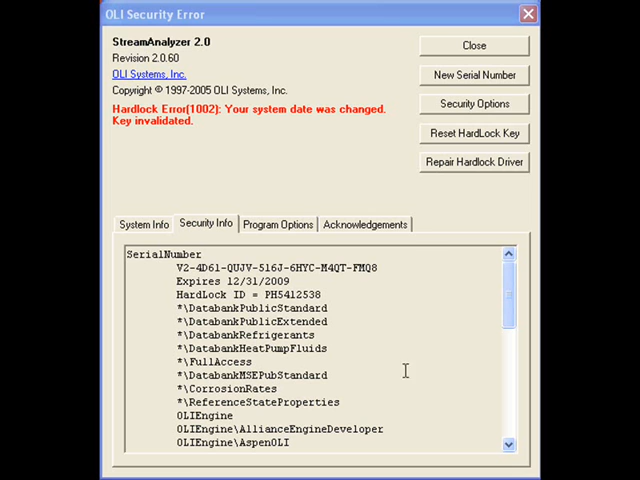 OLI Security Error
StreamAnalyzer 2.0
Revision 2.0.60
OLI Systems, Inc.
Copyright © 1997-2005 OLI Systems, Inc.
Hardlock Error(1002): Your system date was changed.
Key invalidated.
Close
New Serial Number
Security Options
Reset HardLock Key
Repair Hardlock Driver
System Info
Security Info
Program Options
Acknowledgements
SerialNumber
V2-4D61-QUJV-516J-6HYC-M4QT-FMQ8
Expires 12/31/2009
HardLock ID = PH5412538
*\DatabankPublicStandard
*\DatabankPublicExtended
*\DatabankRefrigerants
*\DatabankHeatPumpFluids
*\FullAccess
*\DatabankMSEPubStandard
*\CorrosionRates
*\ReferenceStateProperties
OLIEngine
OLIEngine\AllianceEngineDeveloper
OLIEngine\AspenOLI